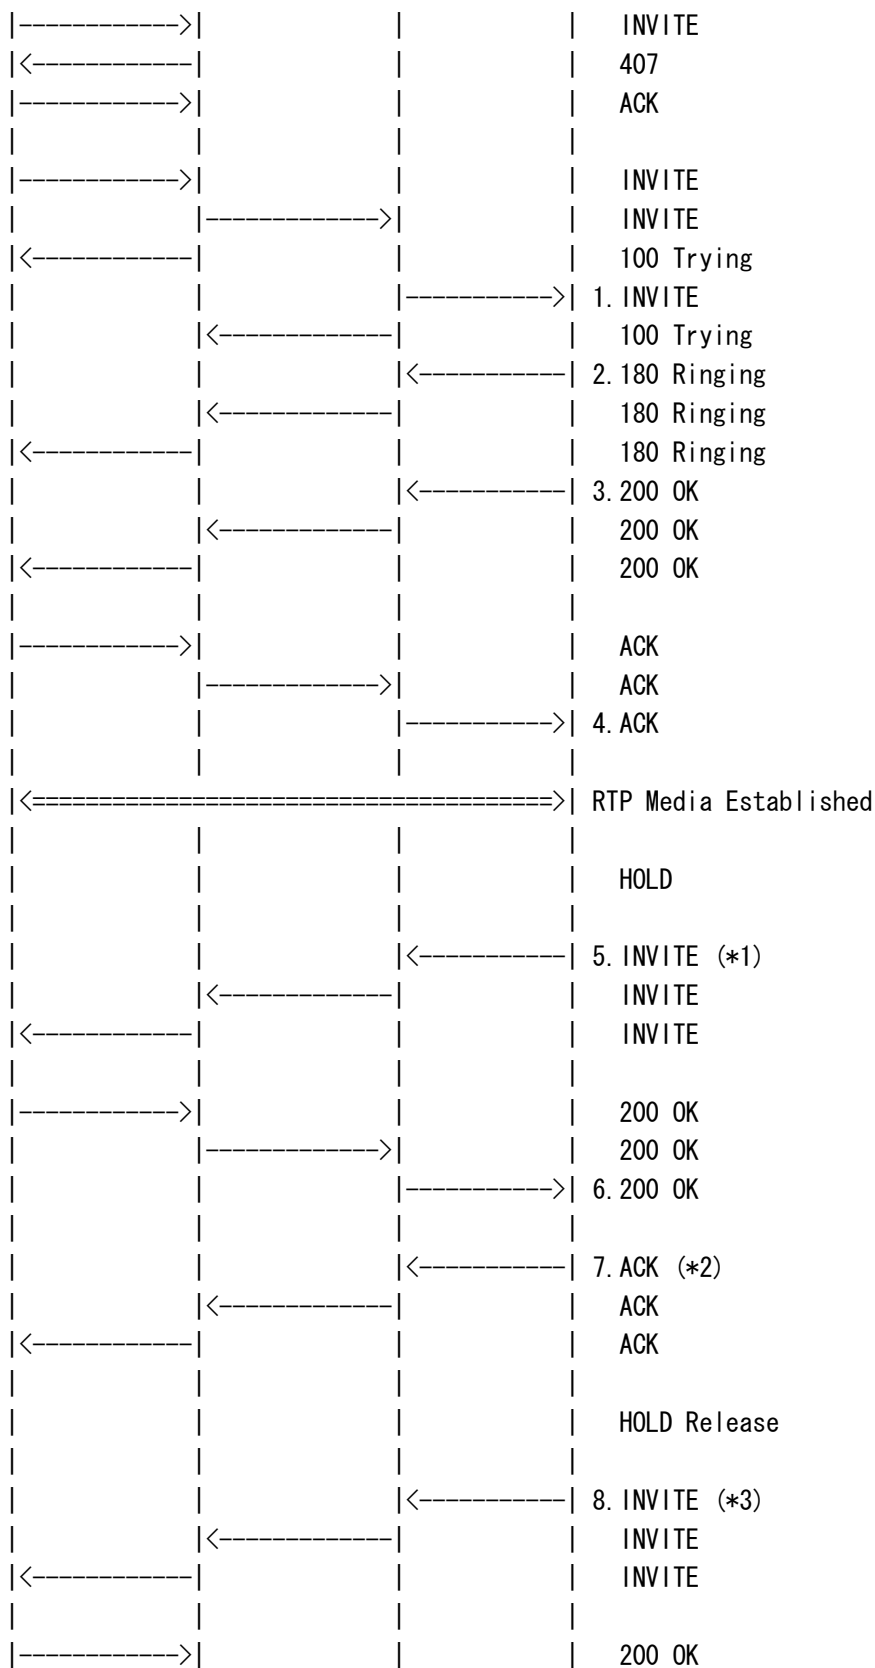 |------------>|              |            |   INVITE
|<------------|              |            |   407
|------------>|              |            |   ACK
|             |              |            |
|------------>|              |            |   INVITE
|             |------------->|            |   INVITE
|<------------|              |            |   100 Trying
|             |              |----------->| 1.INVITE
|             |<-------------|            |   100 Trying
|             |              |<-----------| 2.180 Ringing
|             |<-------------|            |   180 Ringing
|<------------|              |            |   180 Ringing
|             |              |<-----------| 3.200 OK
|             |<-------------|            |   200 OK
|<------------|              |            |   200 OK
|             |              |            |
|------------>|              |            |   ACK
|             |------------->|            |   ACK
|             |              |----------->| 4.ACK
|             |              |            |
|<=======================================>| RTP Media Established
|             |              |            |
|             |              |            |   HOLD
|             |              |            |
|             |              |<-----------| 5.INVITE (*1)
|             |<-------------|            |   INVITE
|<------------|              |            |   INVITE
|             |              |            |
|------------>|              |            |   200 OK
|             |------------->|            |   200 OK
|             |              |----------->| 6.200 OK
|             |              |            |
|             |              |<-----------| 7.ACK (*2)
|             |<-------------|            |   ACK
|<------------|              |            |   ACK
|             |              |            |
|             |              |            |   HOLD Release
|             |              |            |
|             |              |<-----------| 8.INVITE (*3)
|             |<-------------|            |   INVITE
|<------------|              |            |   INVITE
|             |              |            |
|------------>|              |            |   200 OK